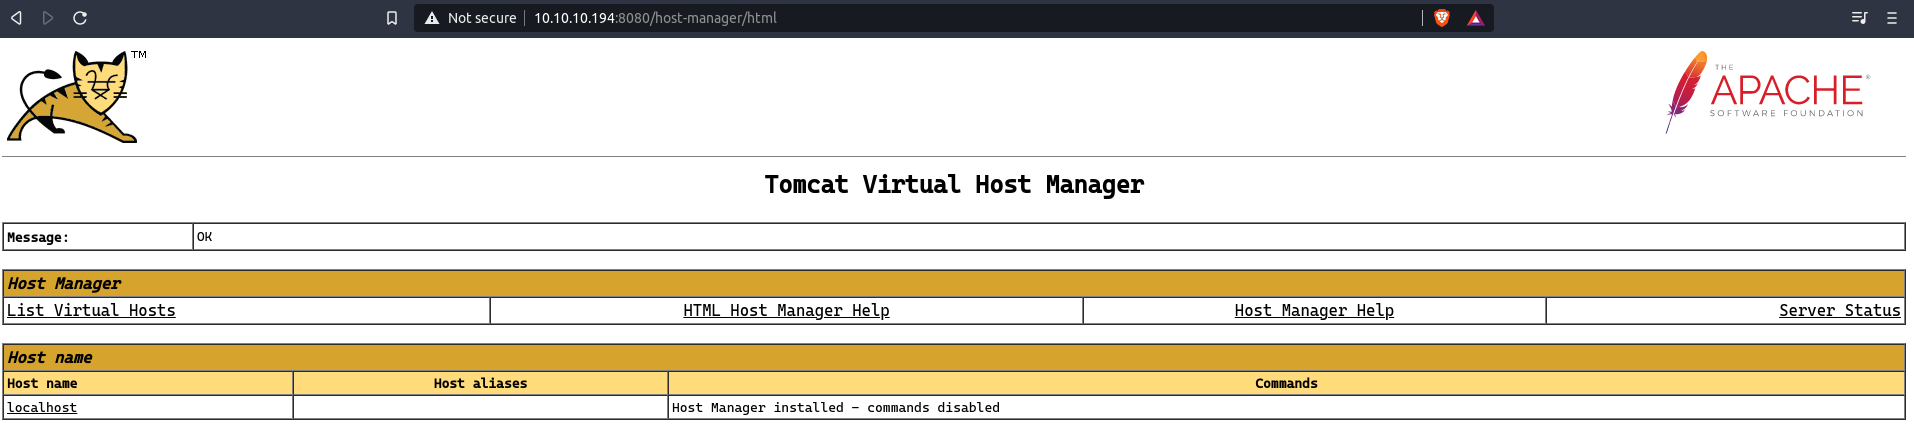 Not secure 10.10.10.194:8080/host-manager/html
TM
THE
APACHE®
SOFTWARE FOUNDATION
Tomcat Virtual Host Manager
Message: OK
Host Manager
List Virtual Hosts HTML Host Manager Help Host Manager Help Server Status
Host name
Host name Host aliases Commands
localhost Host Manager installed - commands disabled